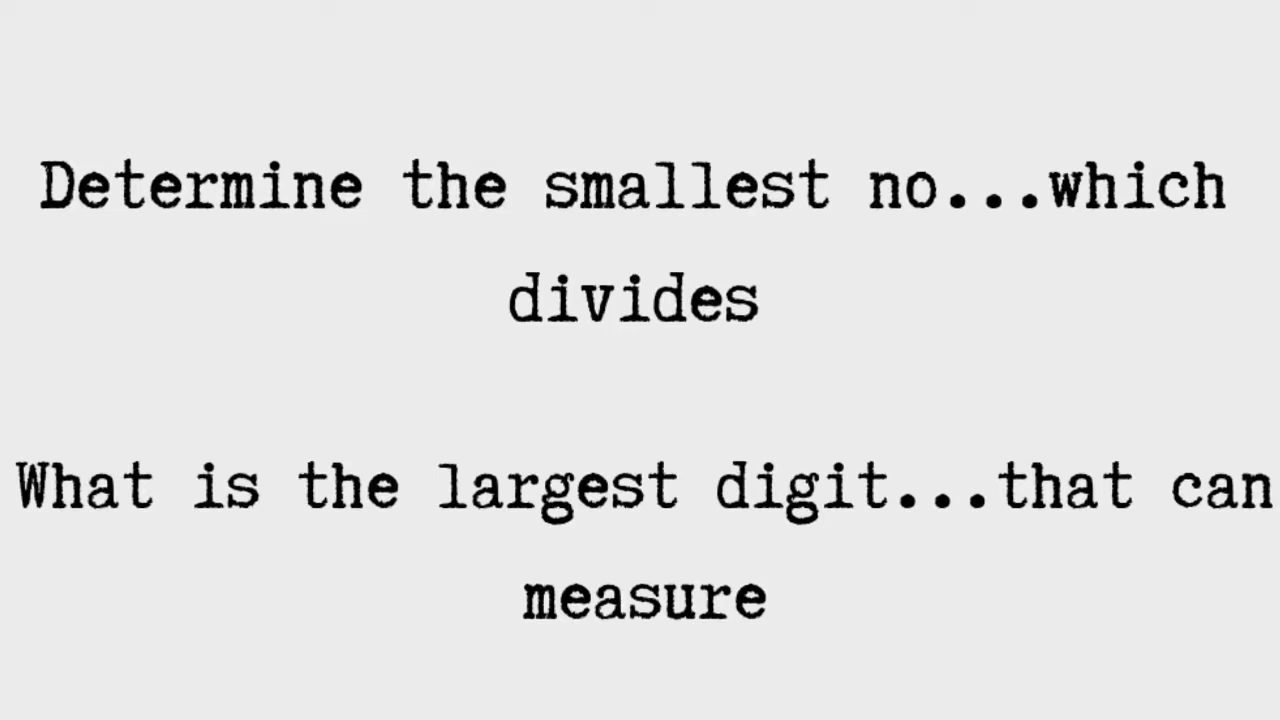 Determine the smallest no...which
divides
What is the largest digit...that can
measure